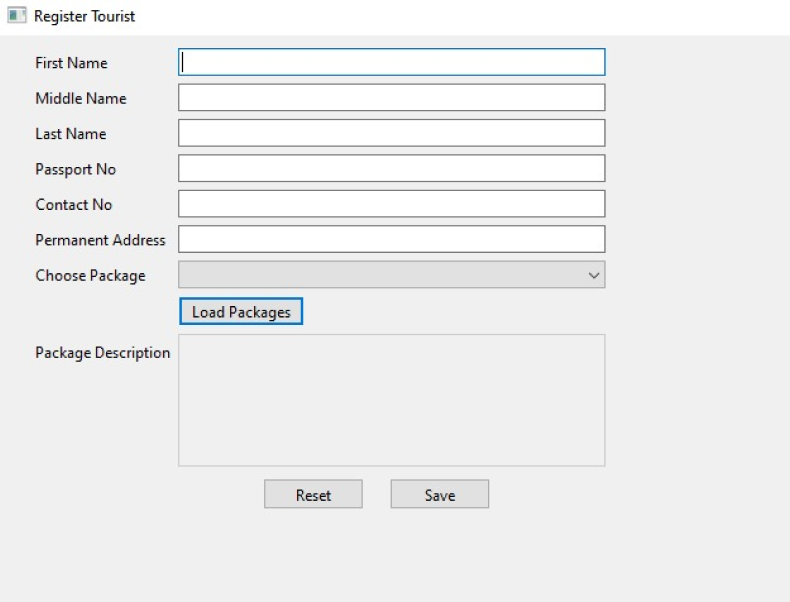 Register Tourist
First Name
Middle Name
Last Name
Passport No
Contact No
Permanent Address
Choose Package
Load Packages
Package Description
Reset Save